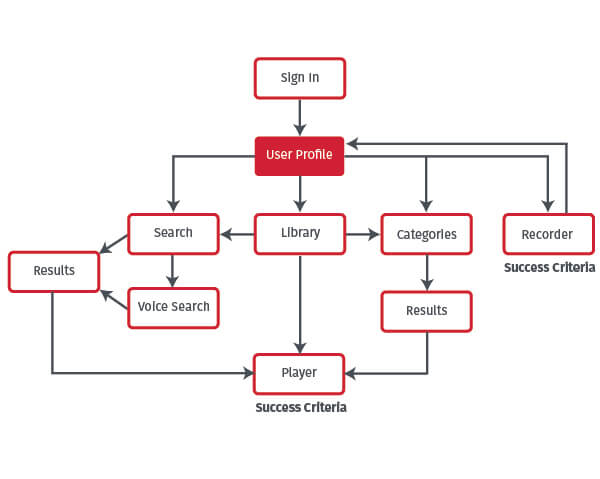 Sign In
User Profile
Search
Library
Categories
Recorder
Success Criteria
Results
Voice Search
Results
Player
Success Criteria